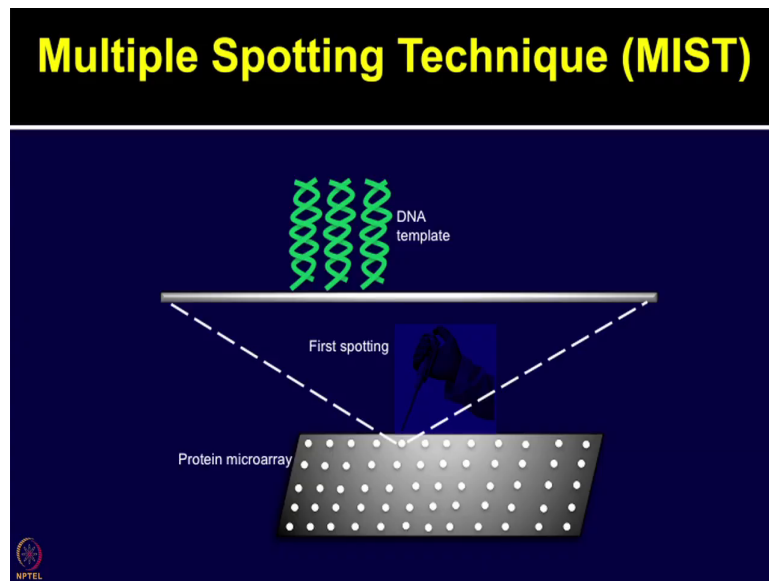 Multiple Spotting Technique (MIST)
DNA
template
First spotting
Protein microarray
NPTEL